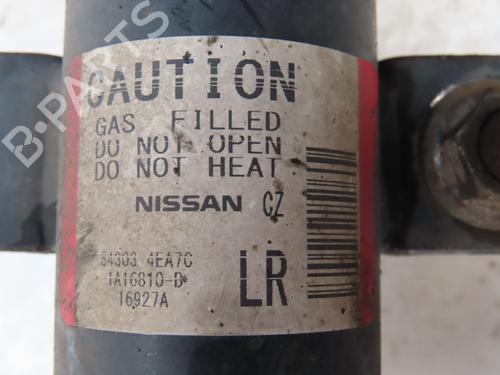 CAUTION
GAS FILLED
DO NOT OPEN
DO NOT HEAT
NISSAN CZ
54303 4EA7C
1A16810-B
16927A
LR
B-PARTS